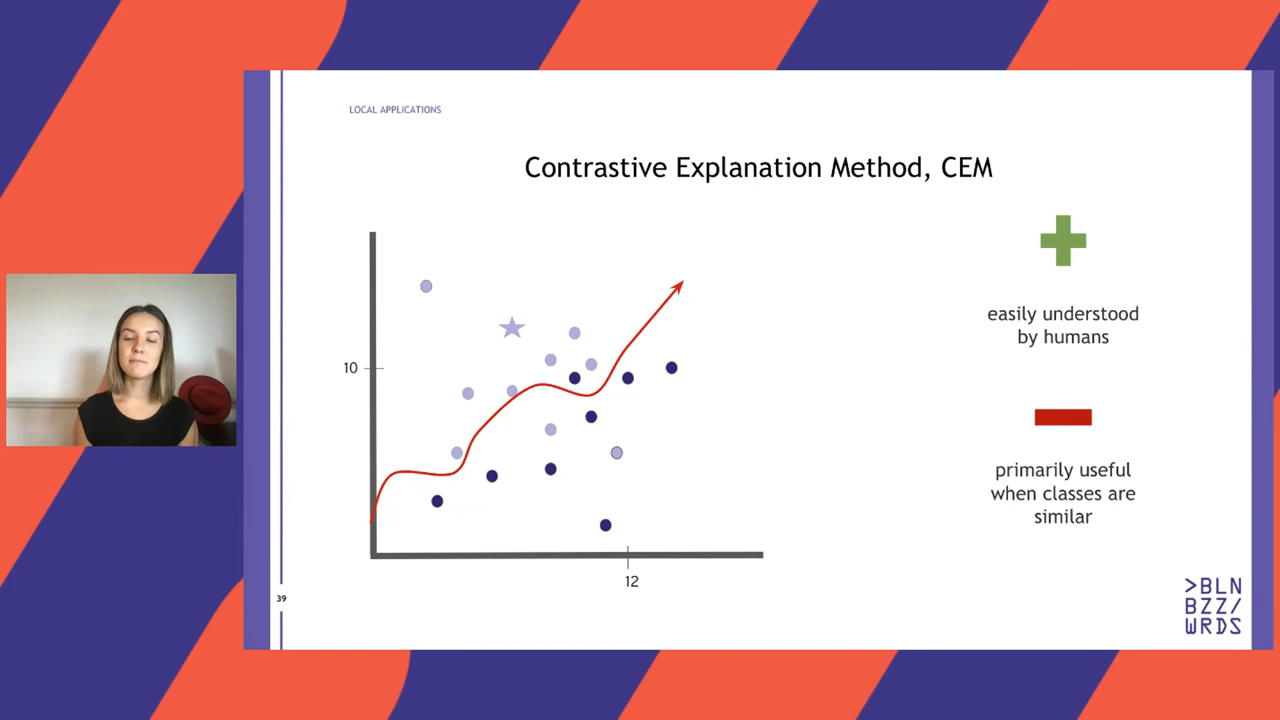 LOCAL APPLICATIONS
Contrastive Explanation Method, CEM
10
12
easily understood
by humans
primarily useful
when classes are
similar
39
>BLN
BZZ/
WRDS